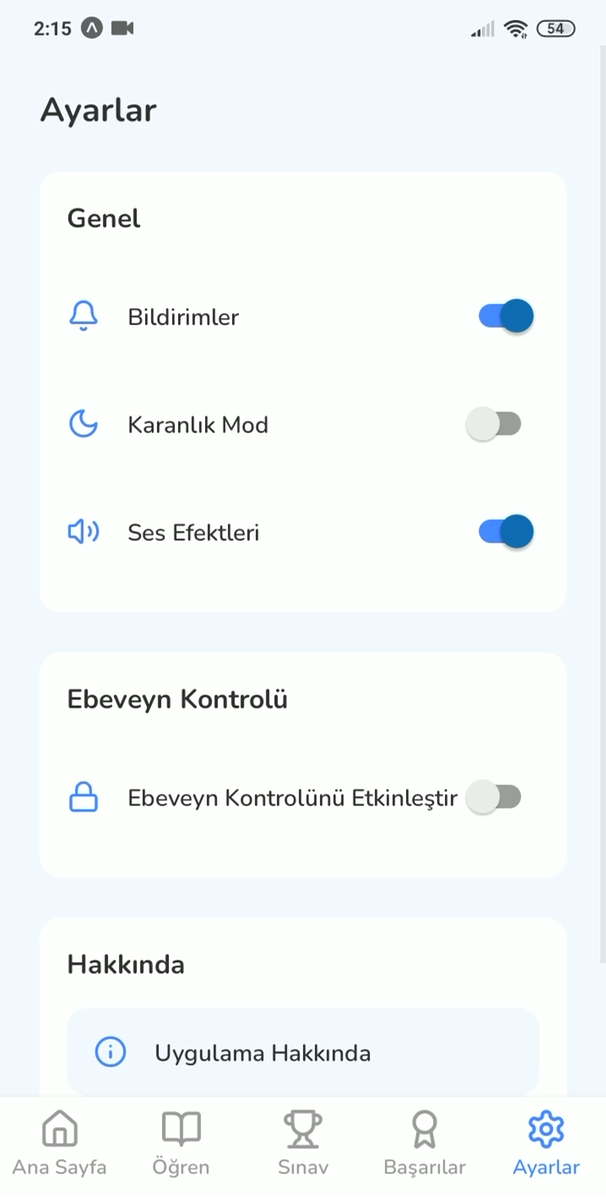 2:15
54
Ayarlar
Genel
Bildirimler
Karanlık Mod
Ses Efektleri
Ebeveyn Kontrolü
Ebeveyn Kontrolünü Etkinleştir
Hakkında
Uygulama Hakkında
Ana Sayfa
Öğren
Sınav
Başarılar
Ayarlar